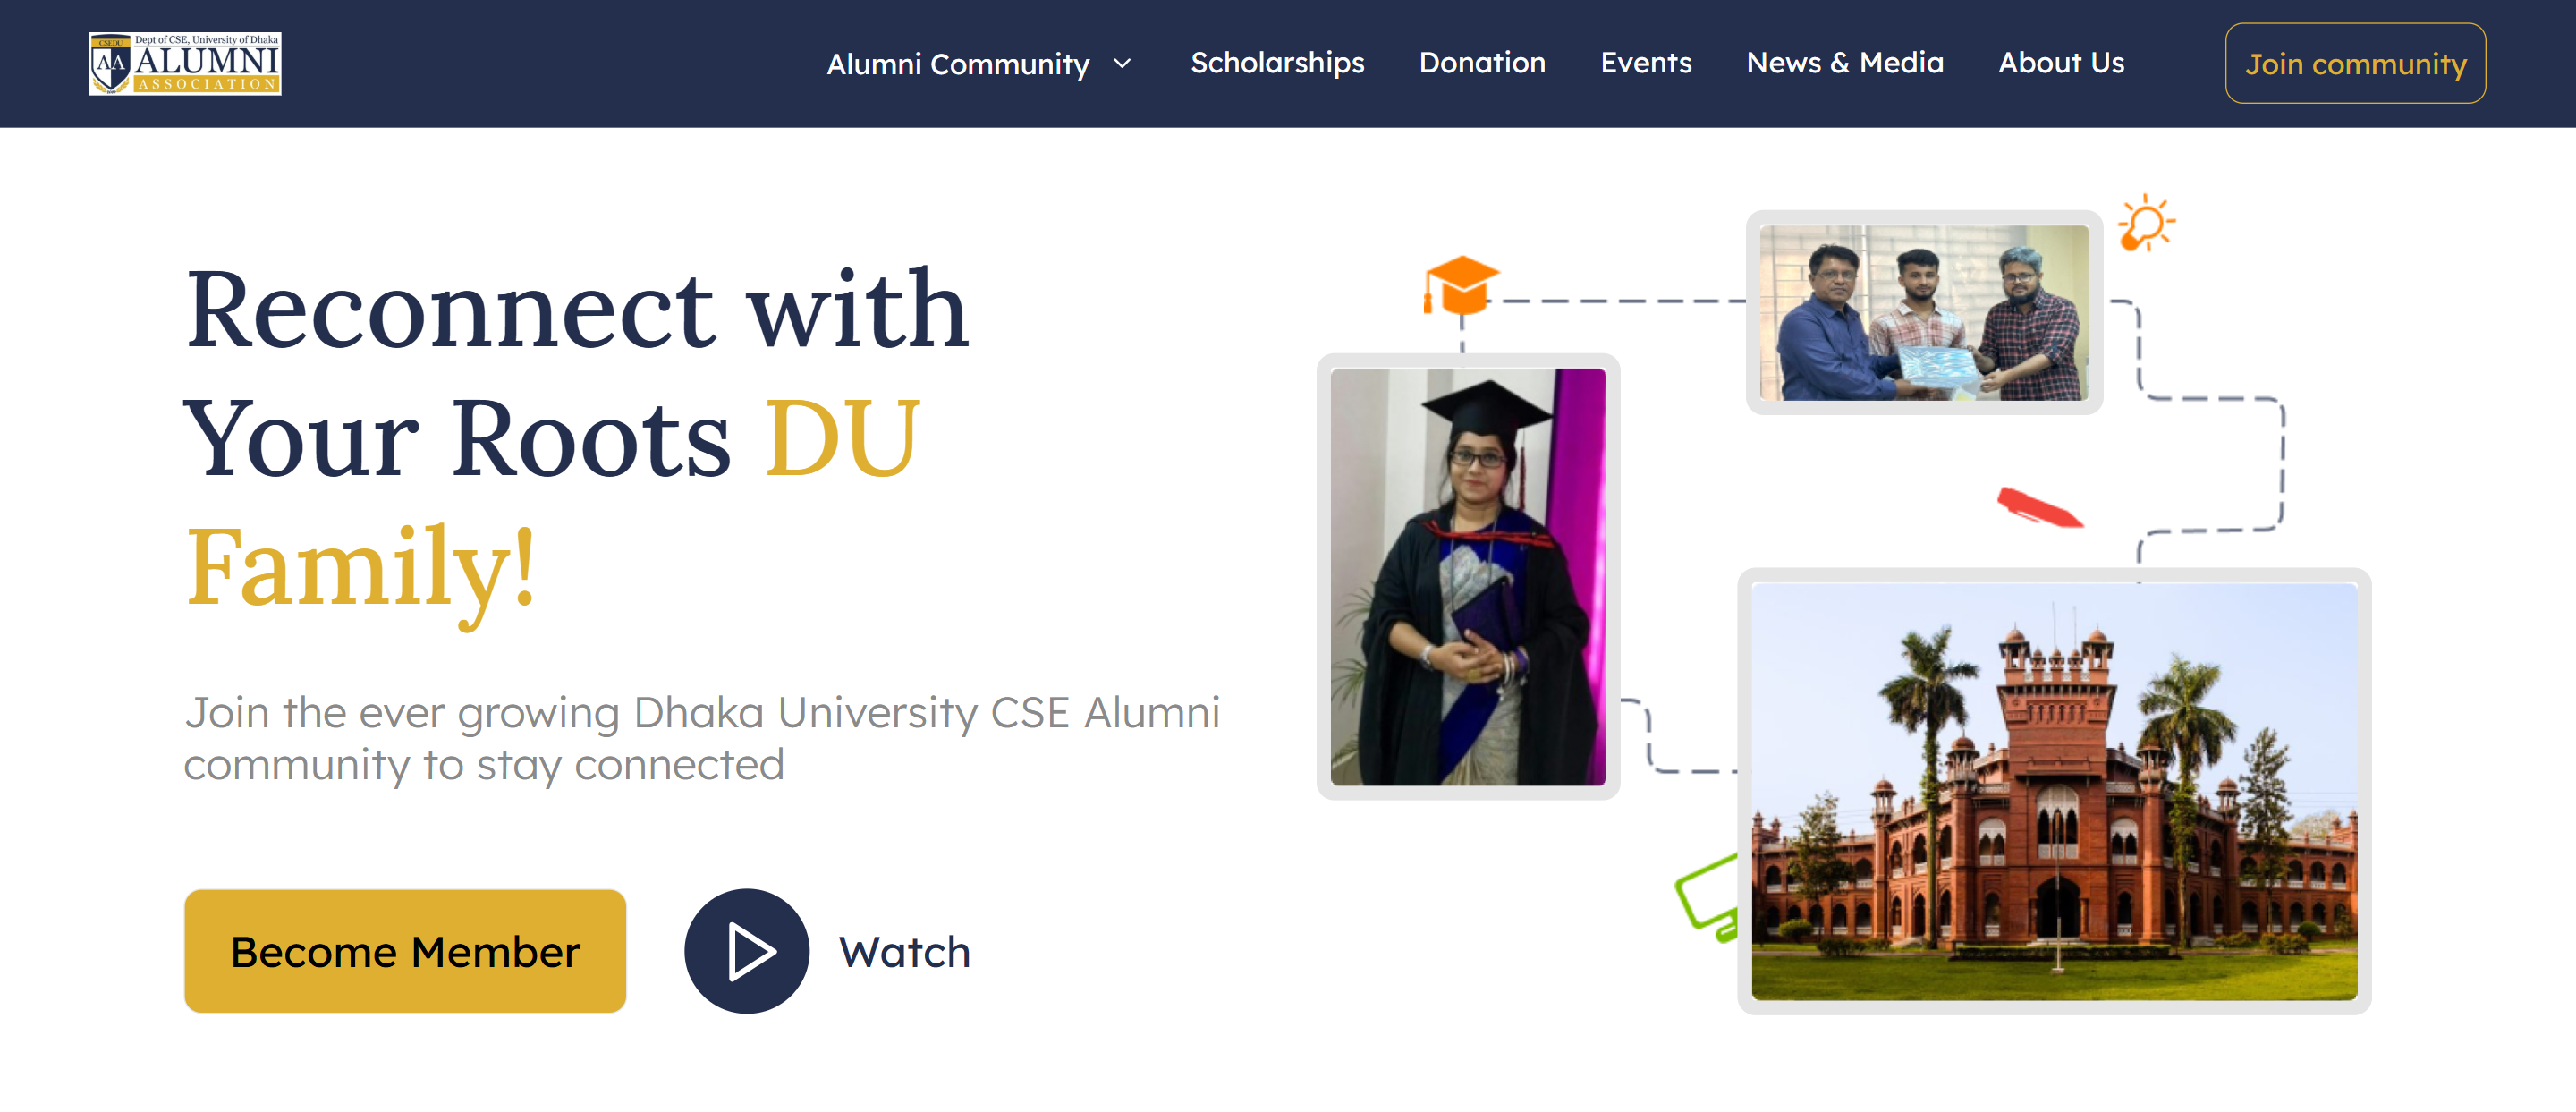 CSEDU
AA
Dept of CSE, University of Dhaka
ALUMNI
ASSOCIATION
Alumni Community
Scholarships
Donation
Events
News & Media
About Us
Join community
Reconnect with
Your Roots DU
Family!
Join the ever growing Dhaka University CSE Alumni
community to stay connected
Become Member
Watch